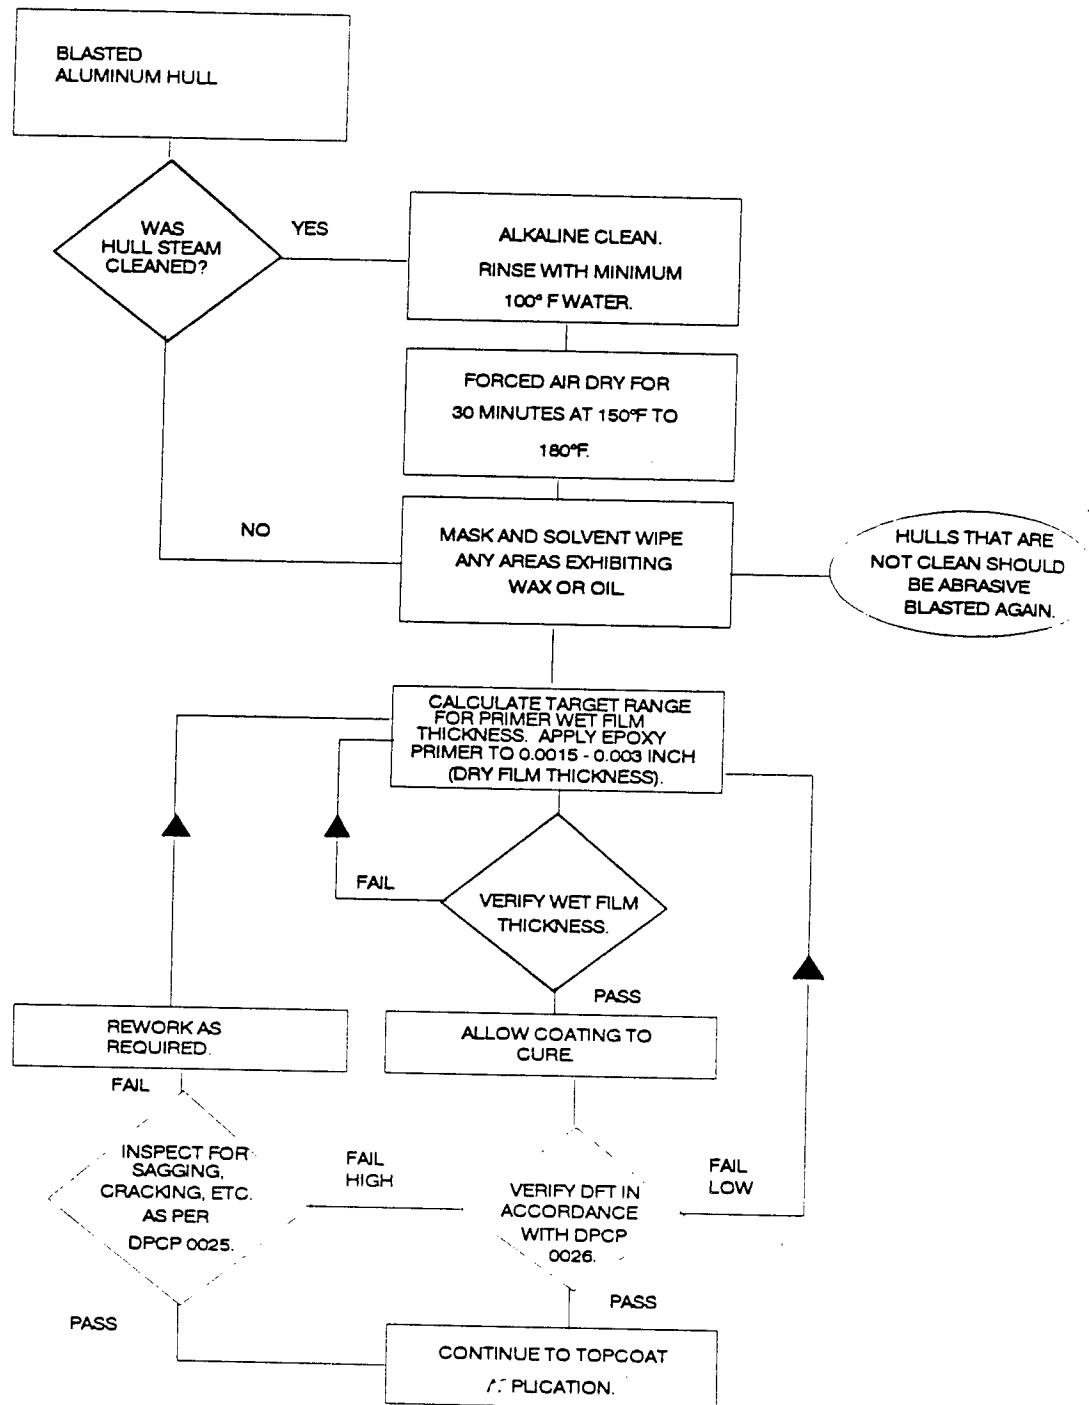 BLASTED
ALUMINUM HULL
WAS
HULL STEAM
CLEANED?
YES
ALKALINE CLEAN.
RINSE WITH MINIMUM
100° F WATER.
FORCED AIR DRY FOR
30 MINUTES AT 150°F TO
180°F.
NO
MASK AND SOLVENT WIPE
ANY AREAS EXHIBITING
WAX OR OIL
HULLS THAT ARE
NOT CLEAN SHOULD
BE ABRASIVE
BLASTED AGAIN.
CALCULATE TARGET RANGE
FOR PRIMER WET FILM
THICKNESS. APPLY EPOXY
PRIMER TO 0.0015 - 0.003 INCH
(DRY FILM THICKNESS).
FAIL
VERIFY WET FILM
THICKNESS.
PASS
REWORK AS
REQUIRED.
ALLOW COATING TO
CURE
FAIL
INSPECT FOR
SAGGING,
CRACKING, ETC.
AS PER
DPCP 0025.
FAIL
HIGH
VERIFY DFT IN
ACCORDANCE
WITH DPCP
0026.
FAIL
LOW
PASS
PASS
CONTINUE TO TOPCOAT